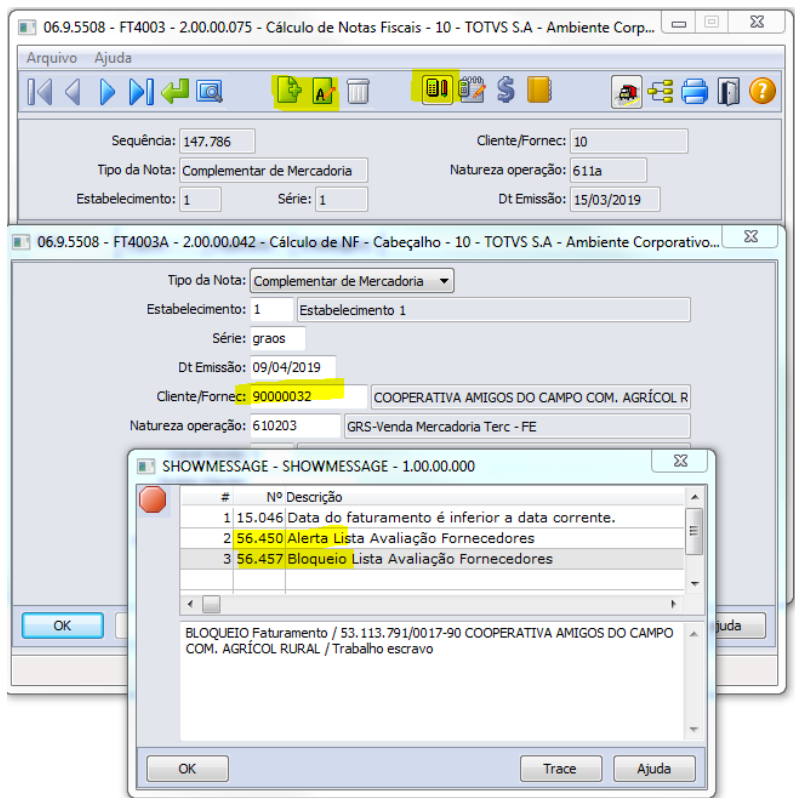 06.9.5508 - FT4003 - 2.00.00.075 - Cálculo de Notas Fiscais - 10 - TOTVS S.A - Ambiente Corp...
Arquivo Ajuda
Sequência: 147.786 Cliente/Fornec: 10
Tipo da Nota: Complementar de Mercadoria Natureza operação: 611a
Estabelecimento: 1 Série: 1 Dt Emissão: 15/03/2019
06.9.5508 - FT4003A - 2.00.00.042 - Cálculo de NF - Cabeçalho - 10 - TOTVS S.A - Ambiente Corporativo...
Tipo da Nota: Complementar de Mercadoria
Estabelecimento: 1 Estabelecimento 1
Série: graos
Dt Emissão: 09/04/2019
Cliente/Fornec: 90000032 COOPERATIVA AMIGOS DO CAMPO COM. AGRÍCOL R
Natureza operação: 610203 GRS-Venda Mercadoria Terc - FE
SHOWMESSAGE - SHOWMESSAGE - 1.00.00.000
# Nº Descrição
1 15.046 Data do faturamento é inferior a data corrente.
2 56.450 Alerta Lista Avaliação Fornecedores
3 56.457 Bloqueio Lista Avaliação Fornecedores
OK juda
BLOQUEIO Faturamento / 53.113.791/0017-90 COOPERATIVA AMIGOS DO CAMPO
COM. AGRÍCOL RURAL / Trabalho escravo
OK Trace Ajuda